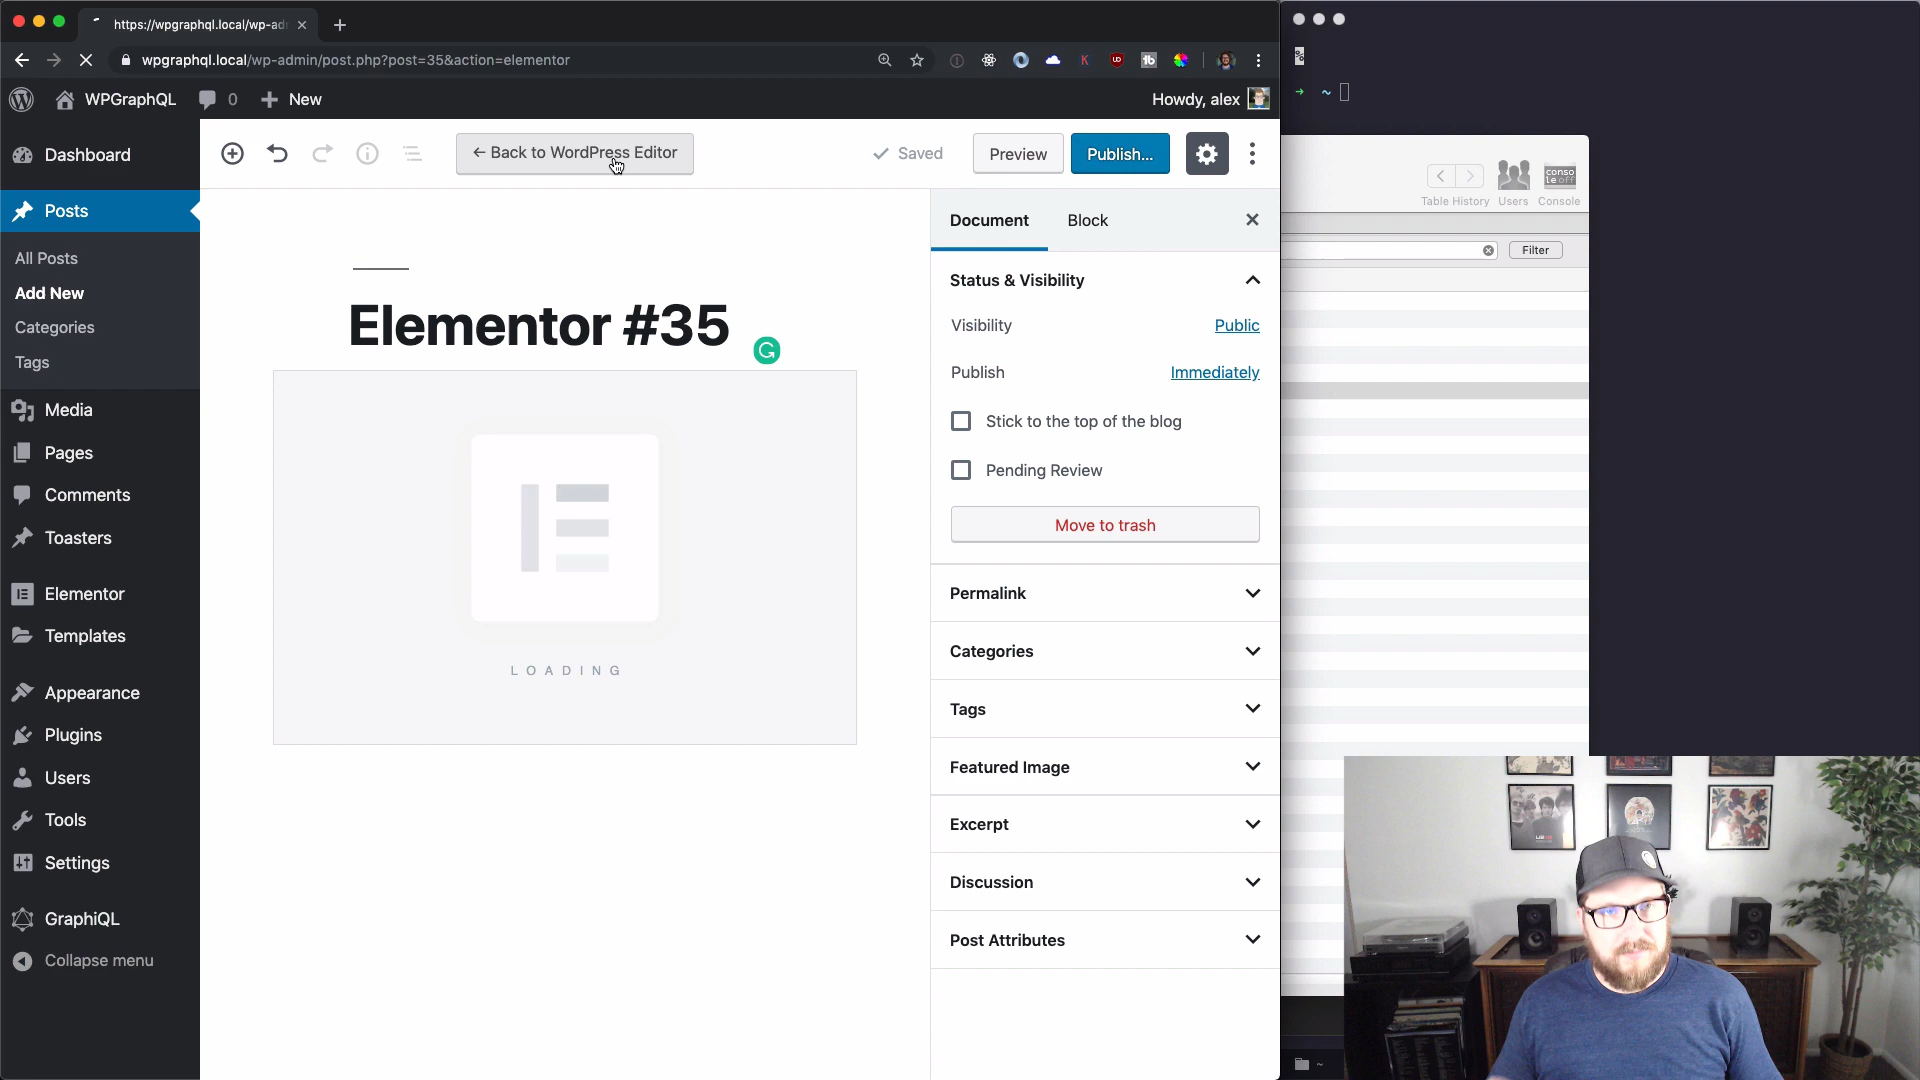 https://wpgraphql.local/wp-ad
wpgraphql.local/wp-admin/post.php?post=35&action=elementor
WPGraphQL
0
New
Howdy, alex
Dashboard
Posts
All Posts
Add New
Categories
Tags
Media
Pages
Comments
Toasters
Elementor
Templates
Appearance
Plugins
Users
Tools
Settings
GraphiQL
Collapse menu
← Back to WordPress Editor
Saved
Preview
Publish...
Elementor #35
LOADING
Document
Block
Status & Visibility
Visibility
Public
Publish
Immediately
Stick to the top of the blog
Pending Review
Move to trash
Permalink
Categories
Tags
Featured Image
Excerpt
Discussion
Post Attributes
%
→ ~
Table History
Users
Console
conso
le off
Filter
~